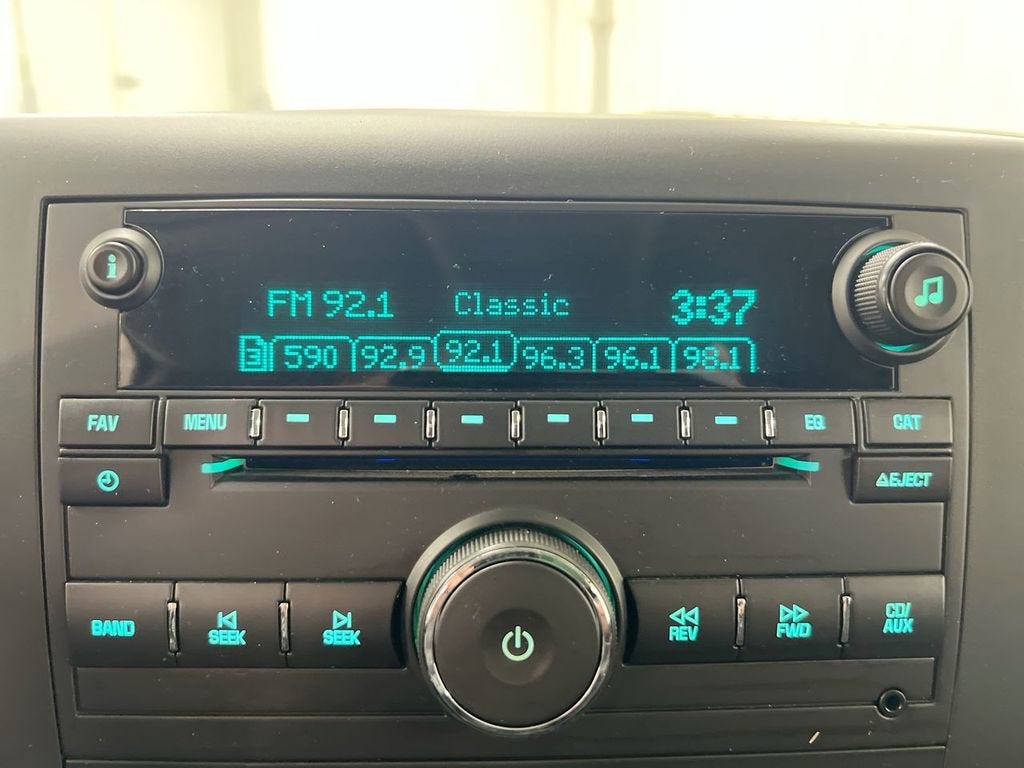 i
FM 92.1 Classic 3:37
3 590 92.9 92.1 96.3 96.1 98.1
FAV MENU EQ CAT
EJECT
BAND SEEK SEEK REV FWD CD/
AUX